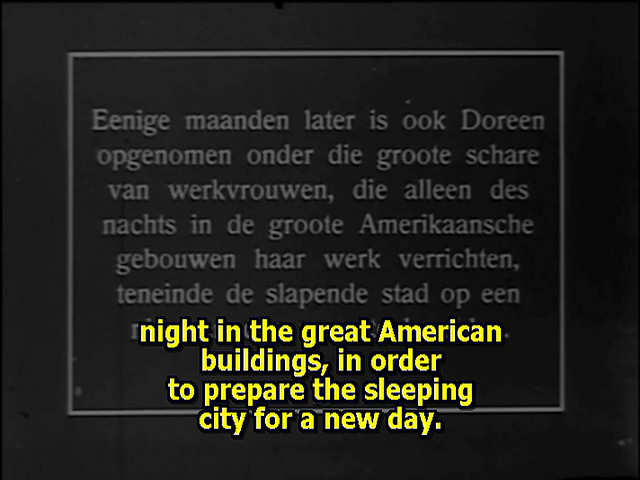 Eenige maanden later is ook Doreen
opgenomen onder die groote schare
van werkvrouwen, die alleen des
nachts in de groote Amerikaansche
gebouwen haar werk verrichten,
teneinde de slapende stad op een
night in the great American
buildings, in order
to prepare the sleeping
city for a new day.